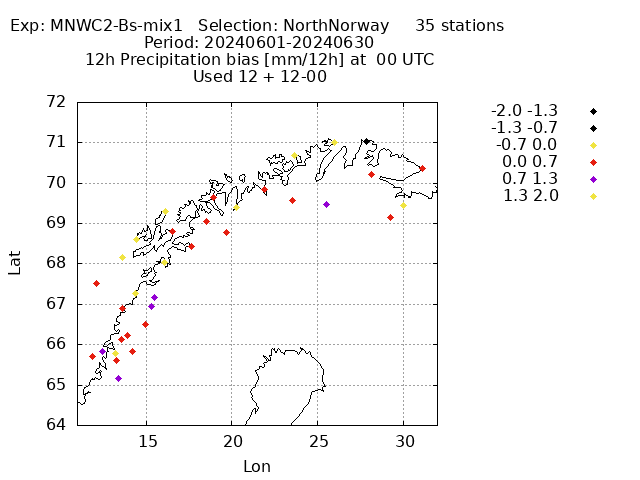 Exp: MNWC2-Bs-mix1 Selection: NorthNorway 35 stations
Period: 20240601-20240630
12h Precipitation bias [mm/12h] at 00 UTC
Used 12 + 12-00
-2.0 -1.3
-1.3 -0.7
-0.7 0.0
0.0 0.7
0.7 1.3
1.3 2.0
72
71
70
69
68
67
66
65
64
Lat
15 20 25 30
Lon